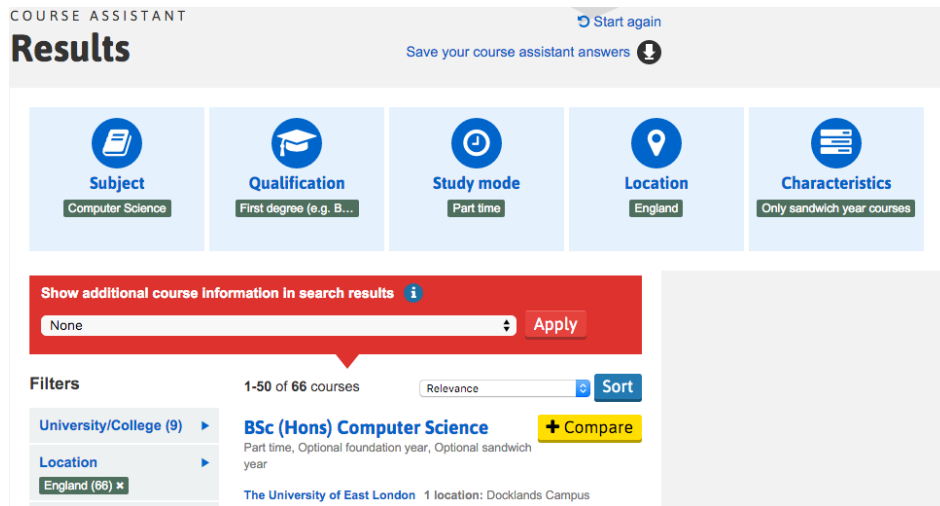 COURSE ASSISTANT
Results
Start again
Save your course assistant answers
Subject
Computer Science
Qualification
First degree (e.g. B...
Study mode
Part time
Location
England
Characteristics
Only sandwich year courses
Show additional course information in search results i
None
Apply
Filters
1-50 of 66 courses
Relevance
Sort
University/College (9)
Location
England (66) ×
BSc (Hons) Computer Science
+ Compare
Part time, Optional foundation year, Optional sandwich
year
The University of East London 1 location: Docklands Campus